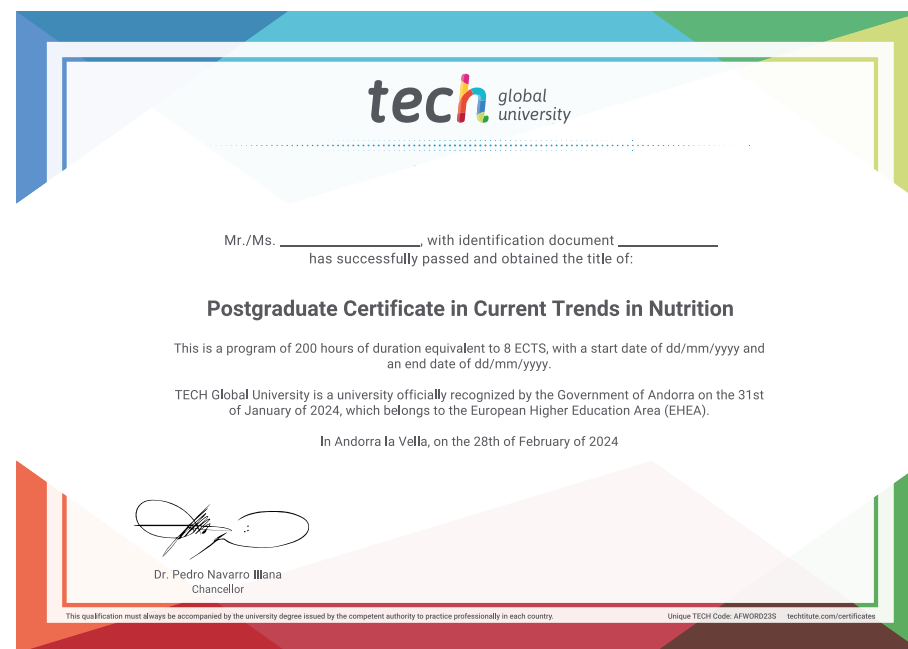 tech global university
Mr./Ms. ____________, with identification document ____________
has successfully passed and obtained the title of:
Postgraduate Certificate in Current Trends in Nutrition
This is a program of 200 hours of duration equivalent to 8 ECTS, with a start date of dd/mm/yyyy and
an end date of dd/mm/yyyy.
TECH Global University is a university officially recognized by the Government of Andorra on the 31st
of January of 2024, which belongs to the European Higher Education Area (EHEA).
In Andorra la Vella, on the 28th of February of 2024
Dr. Pedro Navarro Illana
Chancellor
This qualification must always be accompanied by the university degree issued by the competent authority to practice professionally in each country.
Unique TECH Code: AFWORD23S techtitute.com/certificates